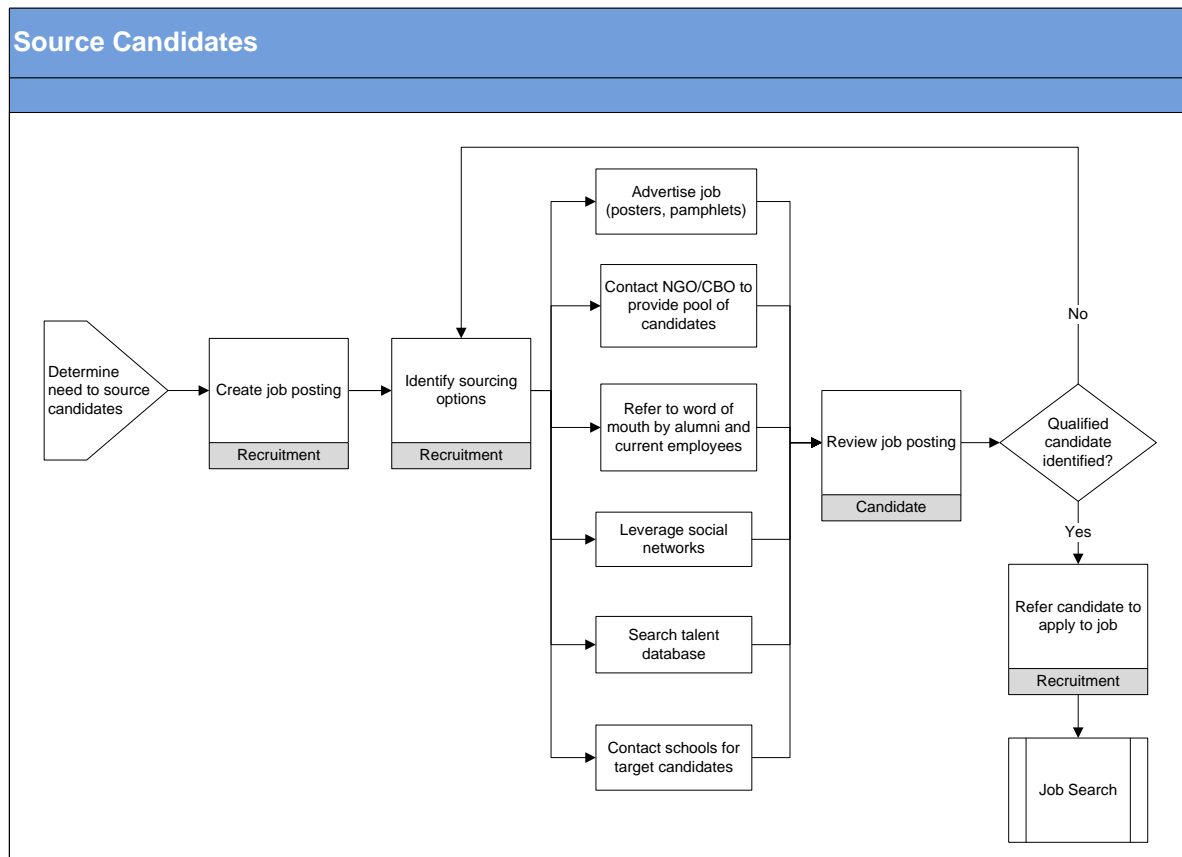 Source Candidates
Determine
need to source
candidates
Create job posting
Recruitment
Identify sourcing
options
Recruitment
Advertise job
(posters, pamphlets)
Contact NGO/CBO to
provide pool of
candidates
Refer to word of
mouth by alumni and
current employees
Leverage social
networks
Search talent
database
Contact schools for
target candidates
Review job posting
Candidate
No
Qualified
candidate
identified?
Yes
Refer candidate to
apply to job
Recruitment
Job Search